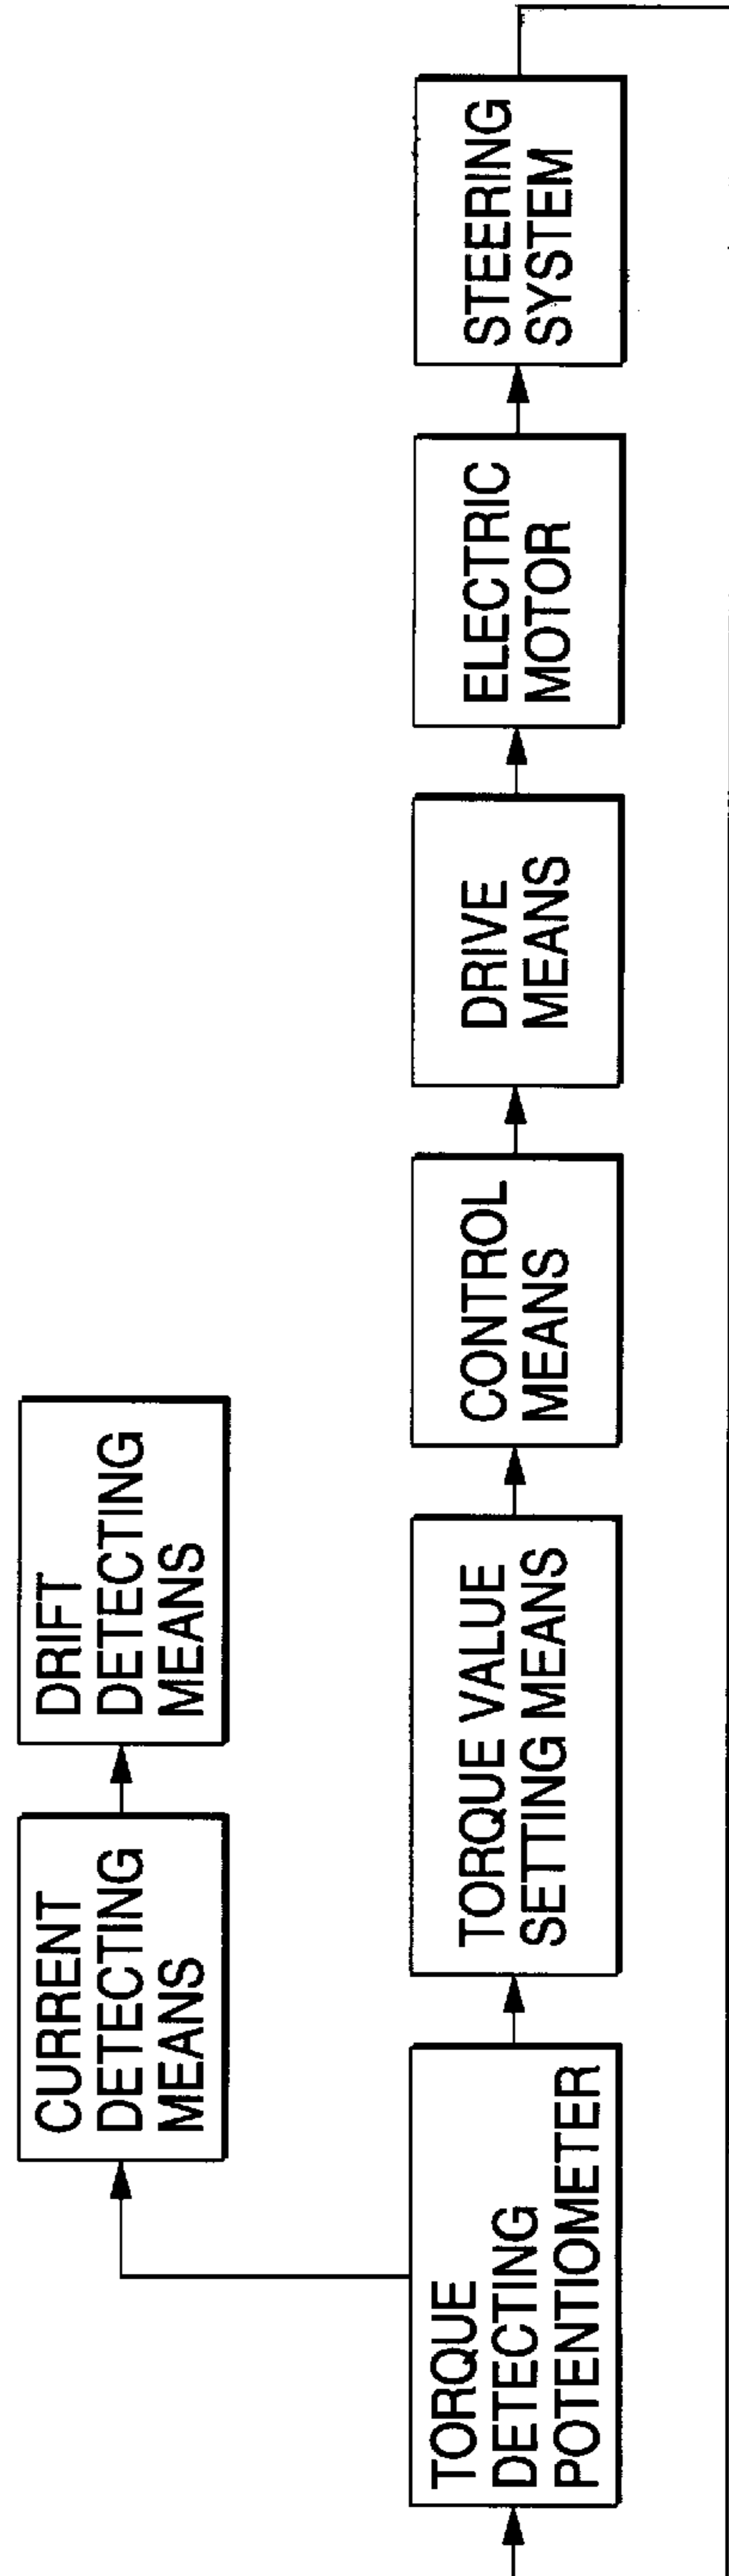 CURRENT
DETECTING
MEANS
DRIFT
DETECTING
MEANS
TORQUE
DETECTING
POTENTIOMETER
TORQUE VALUE
SETTING MEANS
CONTROL
MEANS
DRIVE
MEANS
ELECTRIC
MOTOR
STEERING
SYSTEM